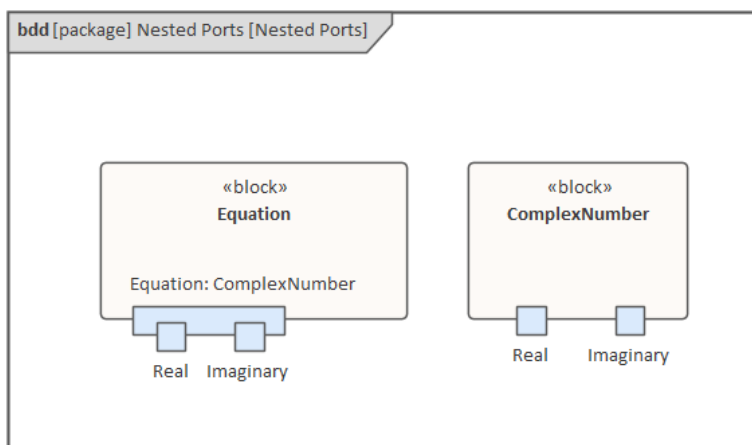 bdd [package] Nested Ports [Nested Ports]
«block»
Equation
Equation: ComplexNumber
Real
Imaginary
«block»
ComplexNumber
Real
Imaginary